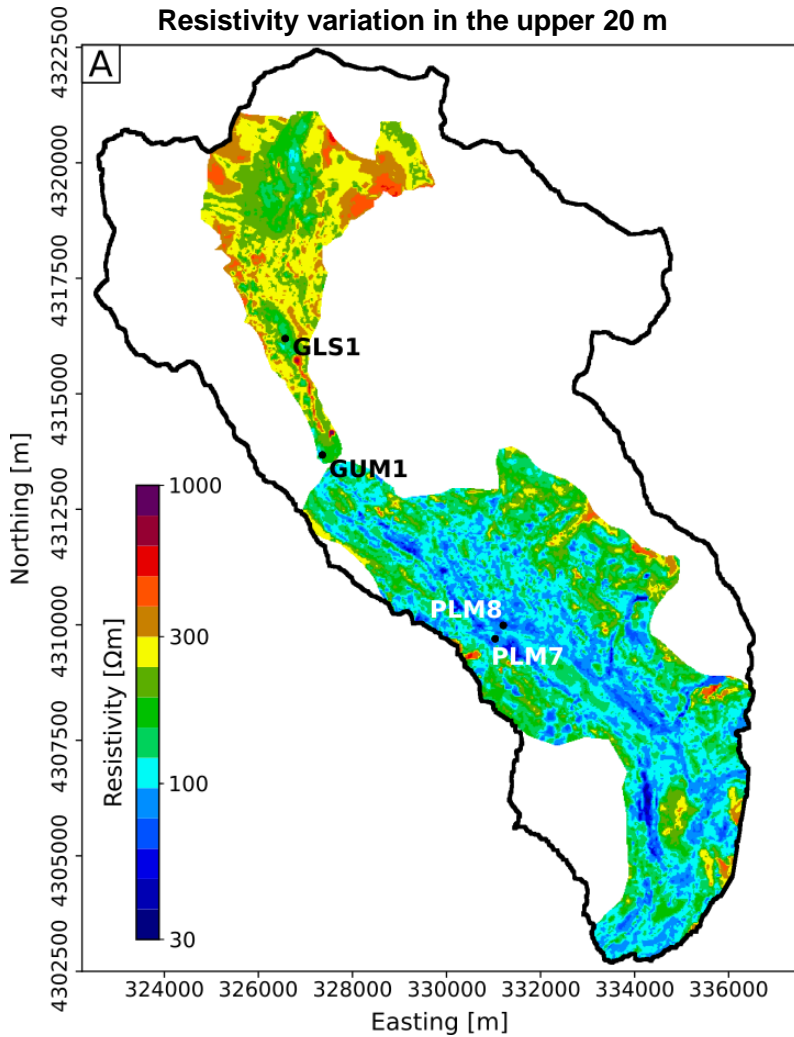 Resistivity variation in the upper 20 m
A
4322500
4320000
4317500
4315000
4312500
4310000
4307500
4305000
4302500
Northing [m]
GLS1
GUM1
PLM8
PLM7
Resistivity [Ωm]
1000
300
100
30
324000 326000 328000 330000 332000 334000 336000
Easting [m]